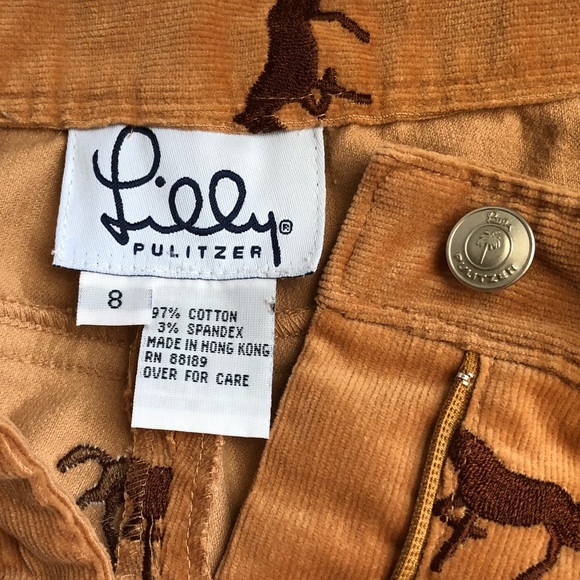 Lilly®
PULITZER
8
97% COTTON
3% SPANDEX
MADE IN HONG KONG
RN 88189
OVER FOR CARE
Lilly
PULITZER